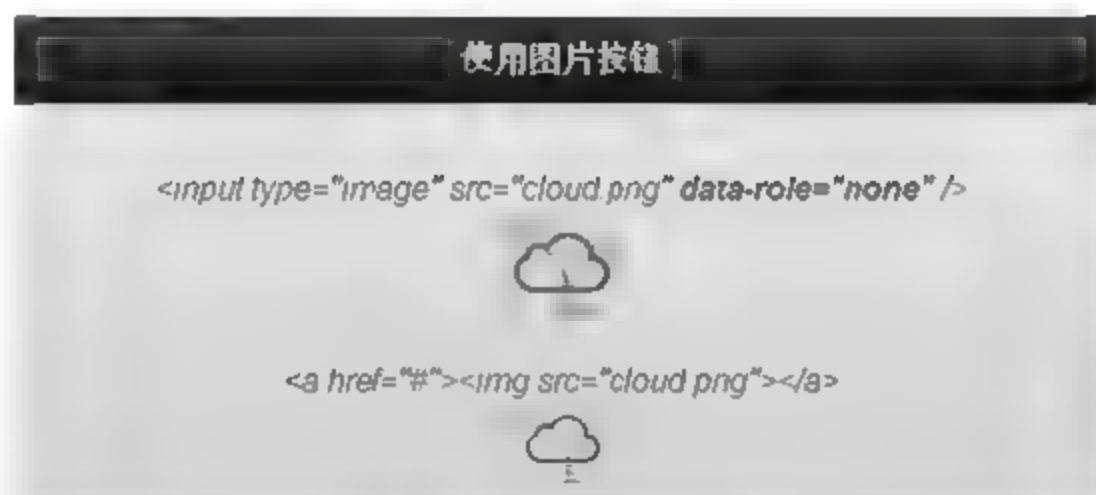 使用图片按钮
<input type="image" src="cloud.png" data-role="none" />
<a href="#"><img src="cloud.png"></a>